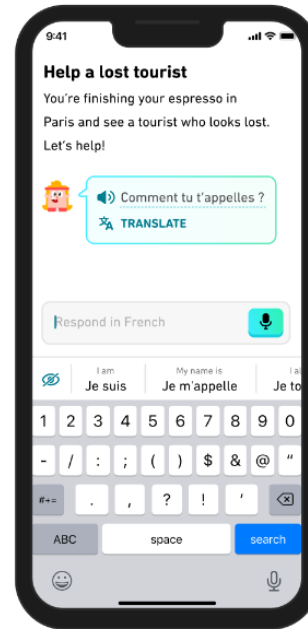 9:41
Help a lost tourist
You're finishing your espresso in
Paris and see a tourist who looks lost.
Let's help!
Comment tu t'appelles ?
TRANSLATE
Respond in French
I am
Je suis
My name is
Je m'appelle
1 2 3 4 5 6 7 8 9 0
- / : ; ( ) $ & @ "
#+= . , ? ! '
ABC space search